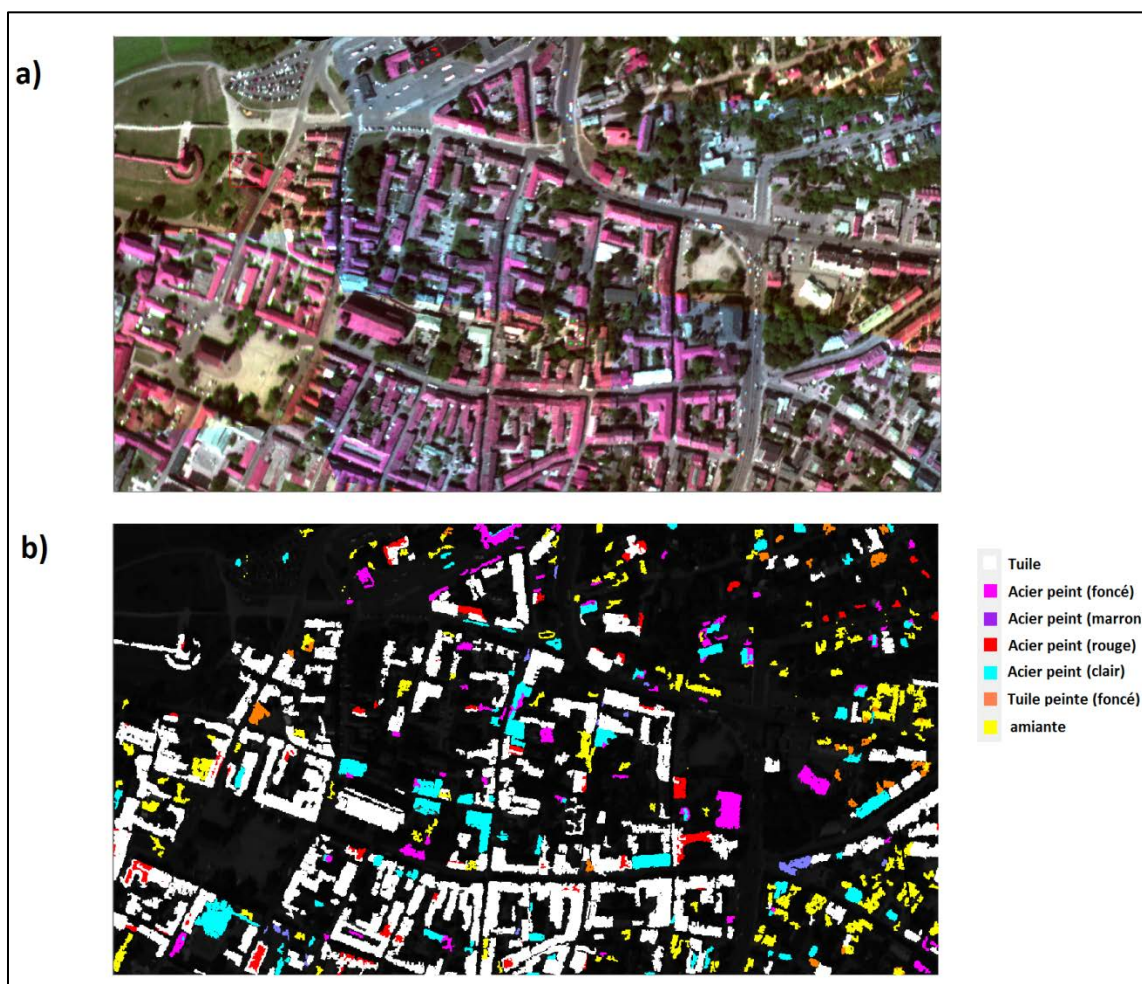 a)
b)
Tuile
Acier peint (foncé)
Acier peint (marron
Acier peint (rouge)
Acier peint (clair)
Tuile peinte (foncé)
amiante